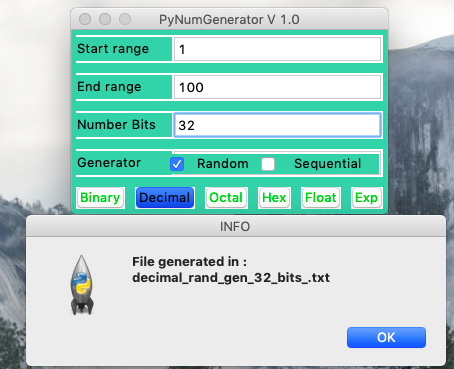 PyNumGenerator V 1.0
Start range 1
End range 100
Number Bits 32
Generator Random Sequential
Binary Decimal Octal Hex Float Exp
INFO
File generated in :
decimal_rand_gen_32_bits_.txt
OK